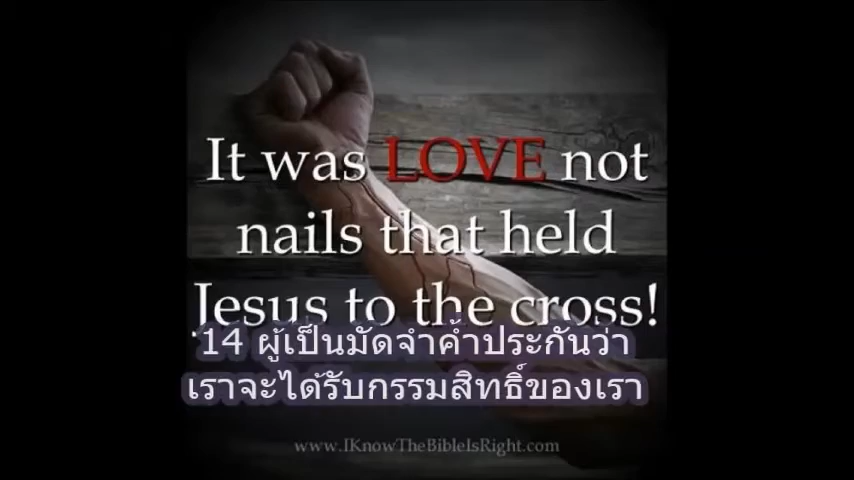 It was LOVE not
nails that held
Jesus to the cross!
14 ผู้เป็นมัดจำค้ำประกันว่า
เราจะได้รับกรรมสิทธิ์ของเรา
www.IKnowTheBibleIsRight.com